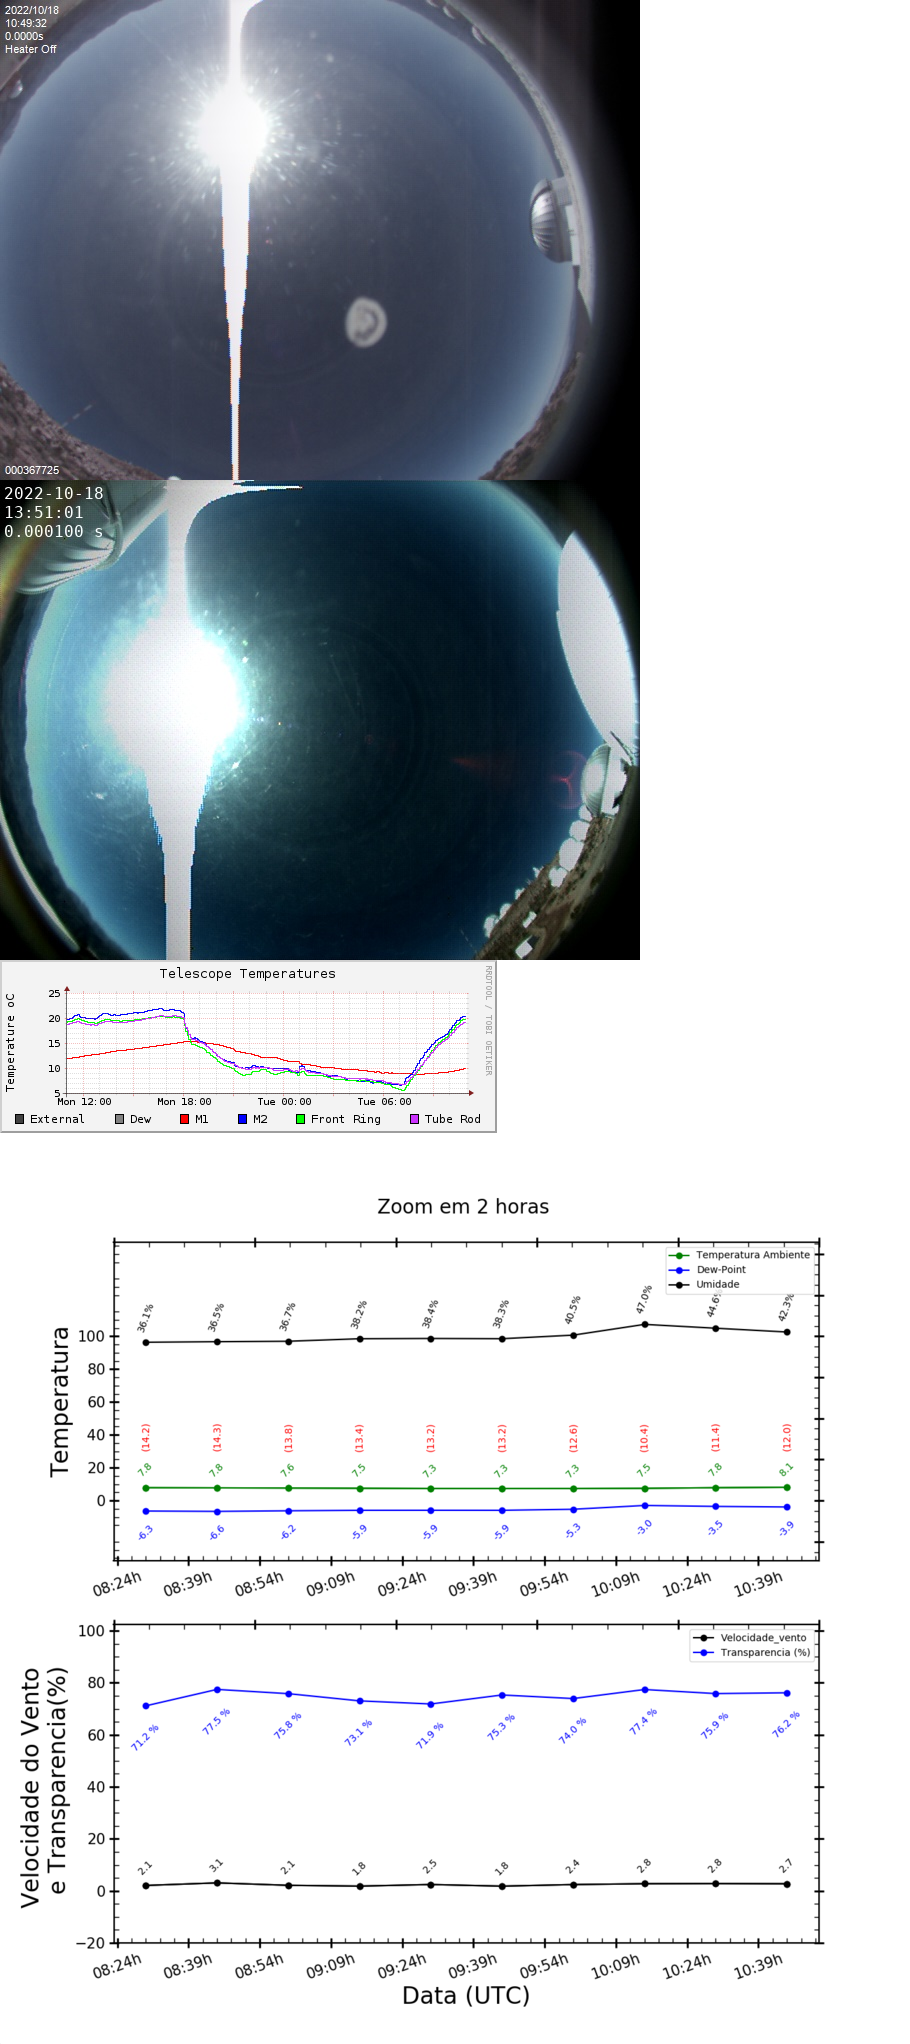 2022/10/18
10:49:32
0.0000s
Heater Off
000367725
2022-10-18
13:51:01
0.000100 s
Telescope Temperatures
RRDTOOL / TOBI OETIKER
Temperature oC
25
20
15
10
5
Mon 12:00 Mon 18:00 Tue 00:00 Tue 06:00
External Dew M1 M2 Front Ring Tube Rod
Zoom em 2 horas
Temperatura Ambiente
Dew-Point
Umidade
Temperatura
36.1% 36.5% 36.7% 38.2% 38.4% 38.3% 40.5% 47.0% 44.6% 42.3%
100
80
60
40
20
0
(14.2) (14.3) (13.8) (13.4) (13.2) (13.2) (12.6) (10.4) (11.4) (12.0)
7.8 7.8 7.6 7.5 7.3 7.3 7.3 7.5 7.8 8.1
-6.3 -6.6 -6.2 -5.9 -5.9 -5.9 -5.3 -3.0 -3.5 -3.9
08:24h 08:39h 08:54h 09:09h 09:24h 09:39h 09:54h 10:09h 10:24h 10:39h
Velocidade_vento
Transparencia (%)
Velocidade do Vento
e Transparencia(%)
100
80
60
40
20
0
−20
71.2 % 77.5 % 75.8 % 73.1 % 71.9 % 75.3 % 74.0 % 77.4 % 75.9 % 76.2 %
2.1 3.1 2.1 1.8 2.5 1.8 2.4 2.8 2.8 2.7
08:24h 08:39h 08:54h 09:09h 09:24h 09:39h 09:54h 10:09h 10:24h 10:39h
Data (UTC)